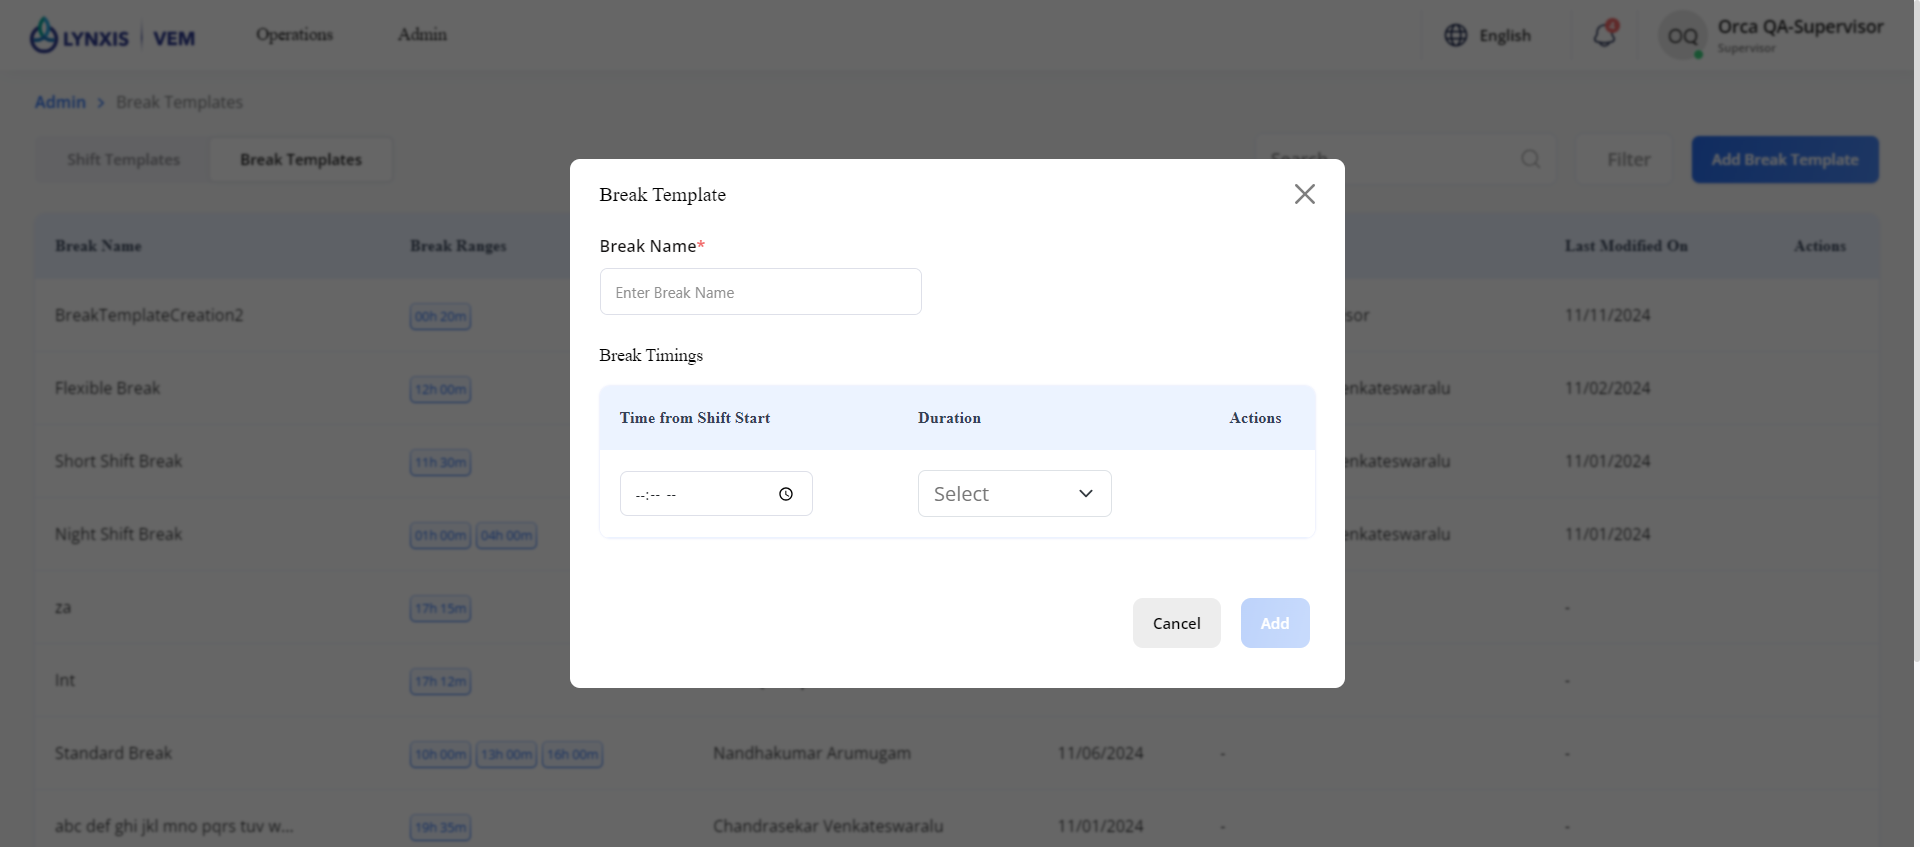 LYNXIS | VEM
Operations
Admin
English
4
OQ
Orca QA-Supervisor
Supervisor
Admin > Break Templates
Shift Templates
Break Templates
Search
Filter
Add Break Template
Break Name
Break Ranges
Last Modified On
Actions
BreakTemplateCreation2
00h 20m
sor
11/11/2024
Flexible Break
12h 00m
enkateswaralu
11/02/2024
Short Shift Break
11h 30m
enkateswaralu
11/01/2024
Night Shift Break
01h 00m
04h 00m
enkateswaralu
11/01/2024
za
17h 15m
-
Int
17h 12m
-
Standard Break
10h 00m
13h 00m
16h 00m
Nandhakumar Arumugam
11/06/2024
-
-
abc def ghi jkl mno pqrs tuv w...
19h 35m
Chandrasekar Venkateswaralu
11/01/2024
-
-
Break Template
Break Name*
Enter Break Name
Break Timings
Time from Shift Start
Duration
Actions
--:-- --
Select
Cancel
Add